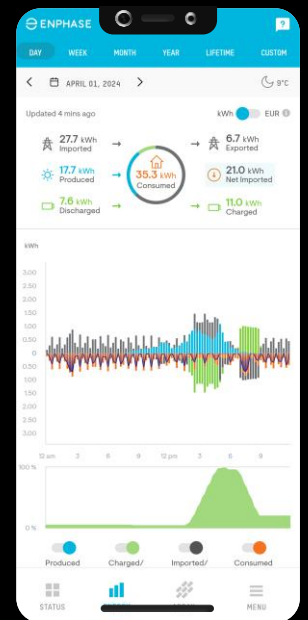 ENPHASE
?
DAY WEEK MONTH YEAR LIFETIME CUSTOM
APRIL 01, 2024
9°C
Updated 4 mins ago
kWh EUR
27.7 kWh
Imported
6.7 kWh
Exported
17.7 kWh
Produced
35.3 kWh
Consumed
21.0 kWh
Net Imported
7.6 kWh
Discharged
11.0 kWh
Charged
kWh
3.00
2.50
2.00
1.50
1.00
0.50
0
0.50
1.00
1.50
2.00
2.50
3.00
12 am 3 6 9 12 pm 3 6 9
100 %
0 %
Produced Charged/ Imported/ Consumed
STATUS MENU